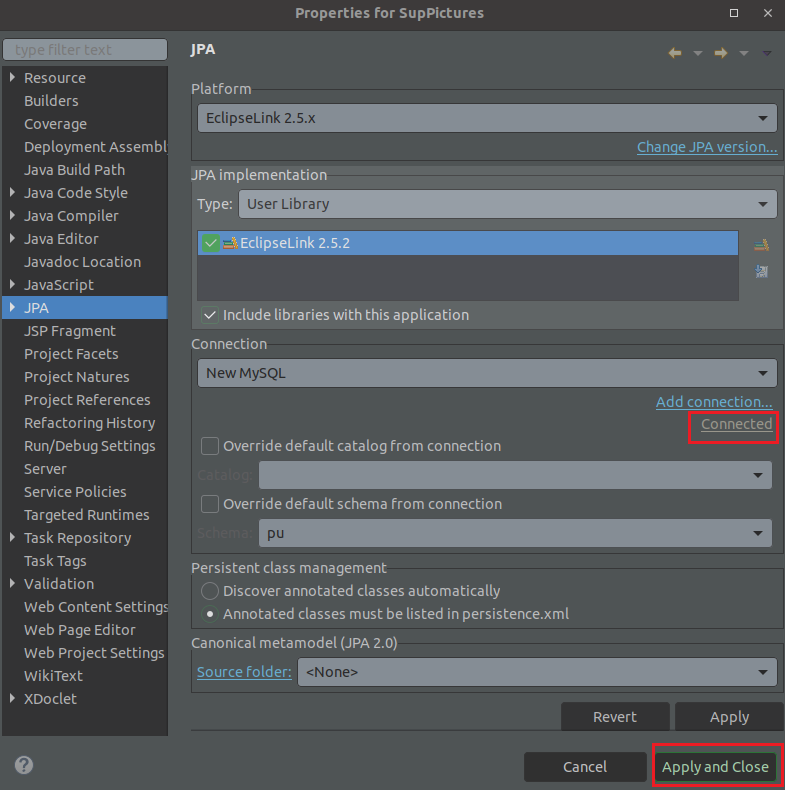 Properties for SupPictures
type filter text
Resource
Builders
Coverage
Deployment Assembl
Java Build Path
Java Code Style
Java Compiler
Java Editor
Javadoc Location
JavaScript
JPA
JSP Fragment
Project Facets
Project Natures
Project References
Refactoring History
Run/Debug Settings
Server
Service Policies
Targeted Runtimes
Task Repository
Task Tags
Validation
Web Content Settings
Web Page Editor
Web Project Settings
WikiText
XDoclet
JPA
Platform
EclipseLink 2.5.x
Change JPA version...
JPA implementation
Type: User Library
EclipseLink 2.5.2
Include libraries with this application
Connection
New MySQL
Add connection...
Connected
Override default catalog from connection
Catalog:
Override default schema from connection
Schema: pu
Persistent class management
Discover annotated classes automatically
Annotated classes must be listed in persistence.xml
Canonical metamodel (JPA 2.0)
Source folder: <None>
Revert Apply
? Cancel Apply and Close